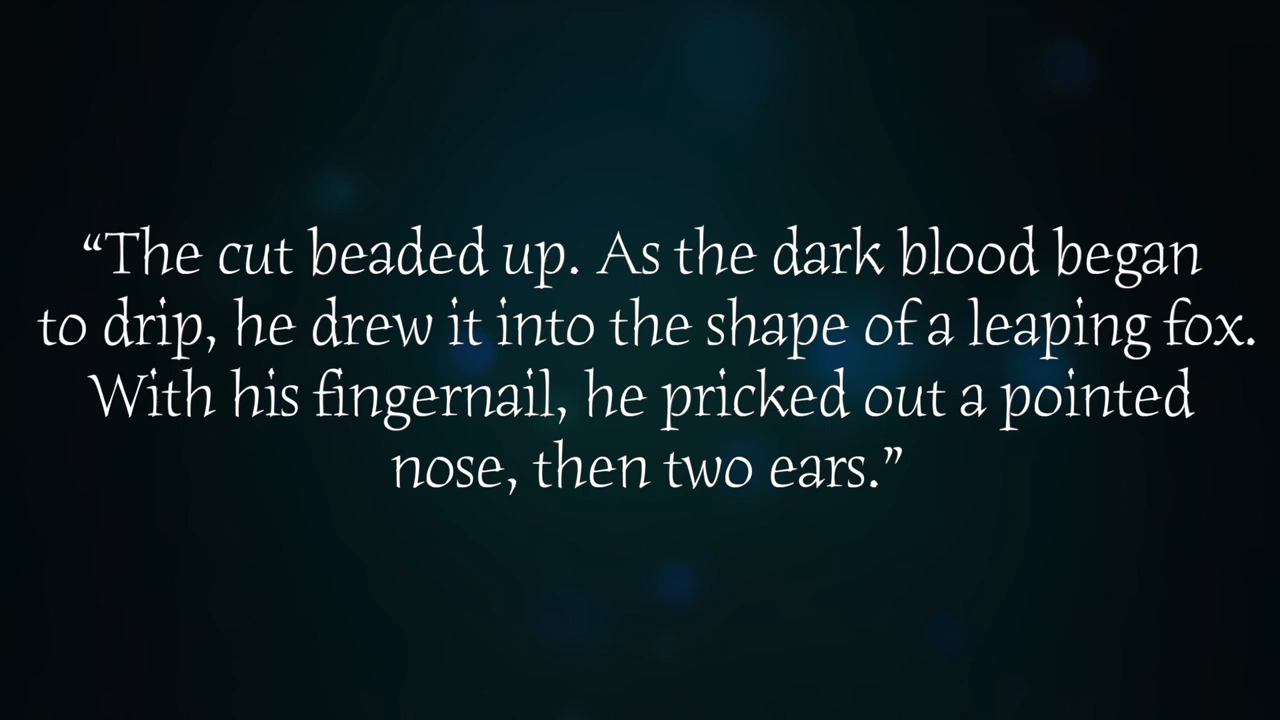 “The cut beaded up. As the dark blood began
to drip, he drew it into the shape of a leaping fox.
With his fingernail, he pricked out a pointed
nose, then two ears.”